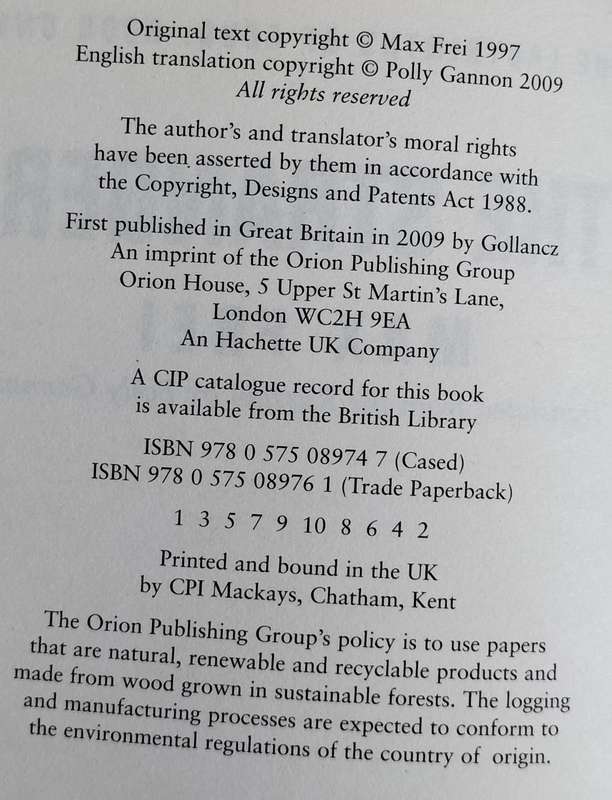 Original text copyright © Max Frei 1997
English translation copyright © Polly Gannon 2009
All rights reserved
The author's and translator's moral rights
have been asserted by them in accordance with
the Copyright, Designs and Patents Act 1988.
First published in Great Britain in 2009 by Gollancz
An imprint of the Orion Publishing Group
Orion House, 5 Upper St Martin's Lane,
London WC2H 9EA
An Hachette UK Company
A CIP catalogue record for this book
is available from the British Library
ISBN 978 0 575 08974 7 (Cased)
ISBN 978 0 575 08976 1 (Trade Paperback)
1 3 5 7 9 10 8 6 4 2
Printed and bound in the UK
by CPI Mackays, Chatham, Kent
The Orion Publishing Group's policy is to use papers
that are natural, renewable and recyclable products and
made from wood grown in sustainable forests. The logging
and manufacturing processes are expected to conform to
the environmental regulations of the country of origin.